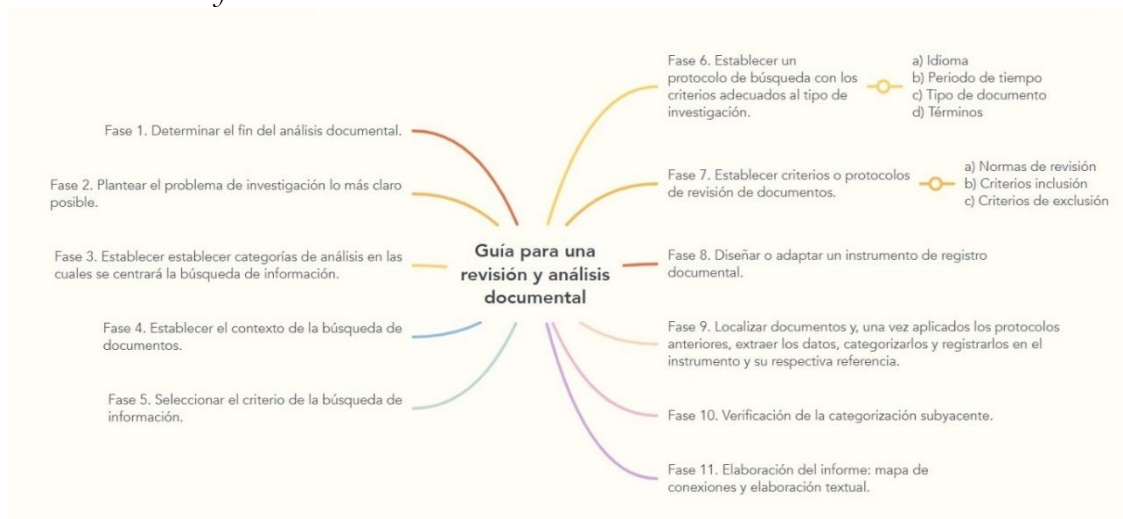 Fase 1. Determinar el fin del análisis documental.
Fase 2. Plantear el problema de investigación lo más claro
posible.
Fase 3. Establecer establecer categorías de análisis en las
cuales se centrará la búsqueda de información.
Fase 4. Establecer el contexto de la búsqueda de
documentos.
Fase 5. Seleccionar el criterio de la búsqueda de
información.
Guía para una
revisión y análisis
documental
Fase 6. Establecer un
protocolo de búsqueda con los
criterios adecuados al tipo de
investigación.
a) Idioma
b) Periodo de tiempo
c) Tipo de documento
d) Términos
Fase 7. Establecer criterios o protocolos
de revisión de documentos.
a) Normas de revisión
b) Criterios inclusión
c) Criterios de exclusión
Fase 8. Diseñar o adaptar un instrumento de registro
documental.
Fase 9. Localizar documentos y, una vez aplicados los protocolos
anteriores, extraer los datos, categorizarlos y registrarlos en el
instrumento y su respectiva referencia.
Fase 10. Verificación de la categorización subyacente.
Fase 11. Elaboración del informe: mapa de
conexiones y elaboración textual.